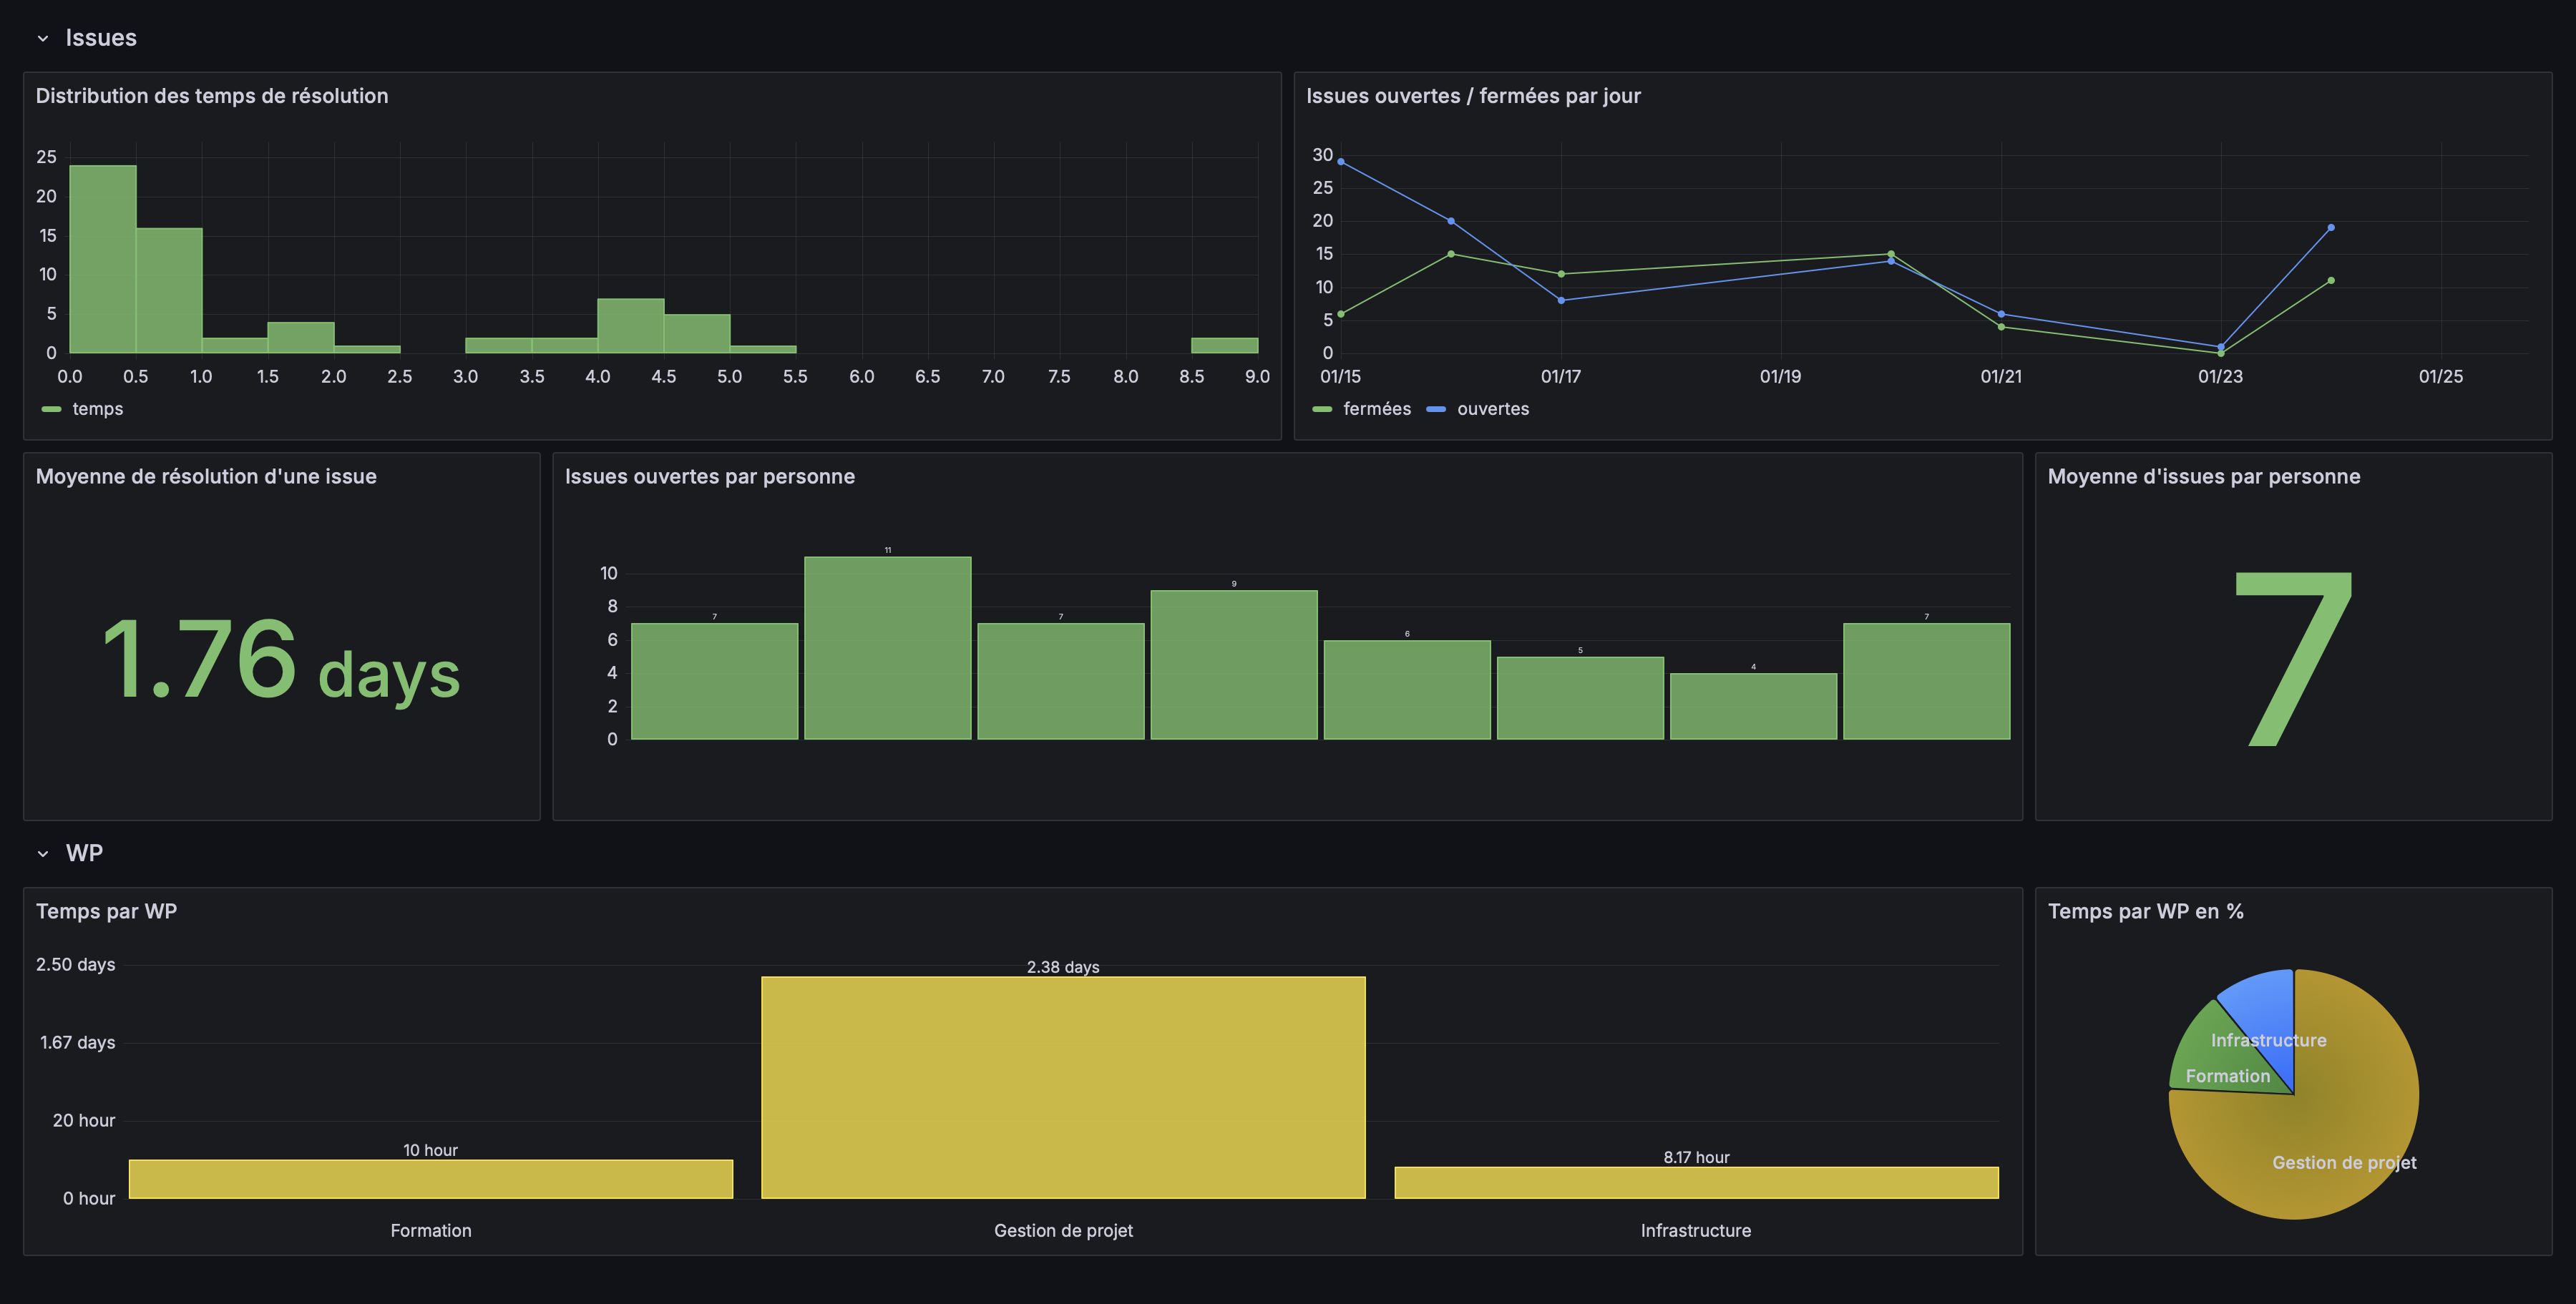 Issues
Distribution des temps de résolution
25
20
15
10
5
0
0.0 0.5 1.0 1.5 2.0 2.5 3.0 3.5 4.0 4.5 5.0 5.5 6.0 6.5 7.0 7.5 8.0 8.5 9.0
temps
Issues ouvertes / fermées par jour
30
25
20
15
10
5
0
01/15 01/17 01/19 01/21 01/23 01/25
fermées ouvertes
Moyenne de résolution d'une issue
1.76 days
Issues ouvertes par personne
10
8
6
4
2
0
7 11 7 9 6 5 4 7
Moyenne d'issues par personne
7
WP
Temps par WP
2.50 days
1.67 days
20 hour
0 hour
10 hour 2.38 days 8.17 hour
Formation Gestion de projet Infrastructure
Temps par WP en %
Infrastructure
Formation
Gestion de projet